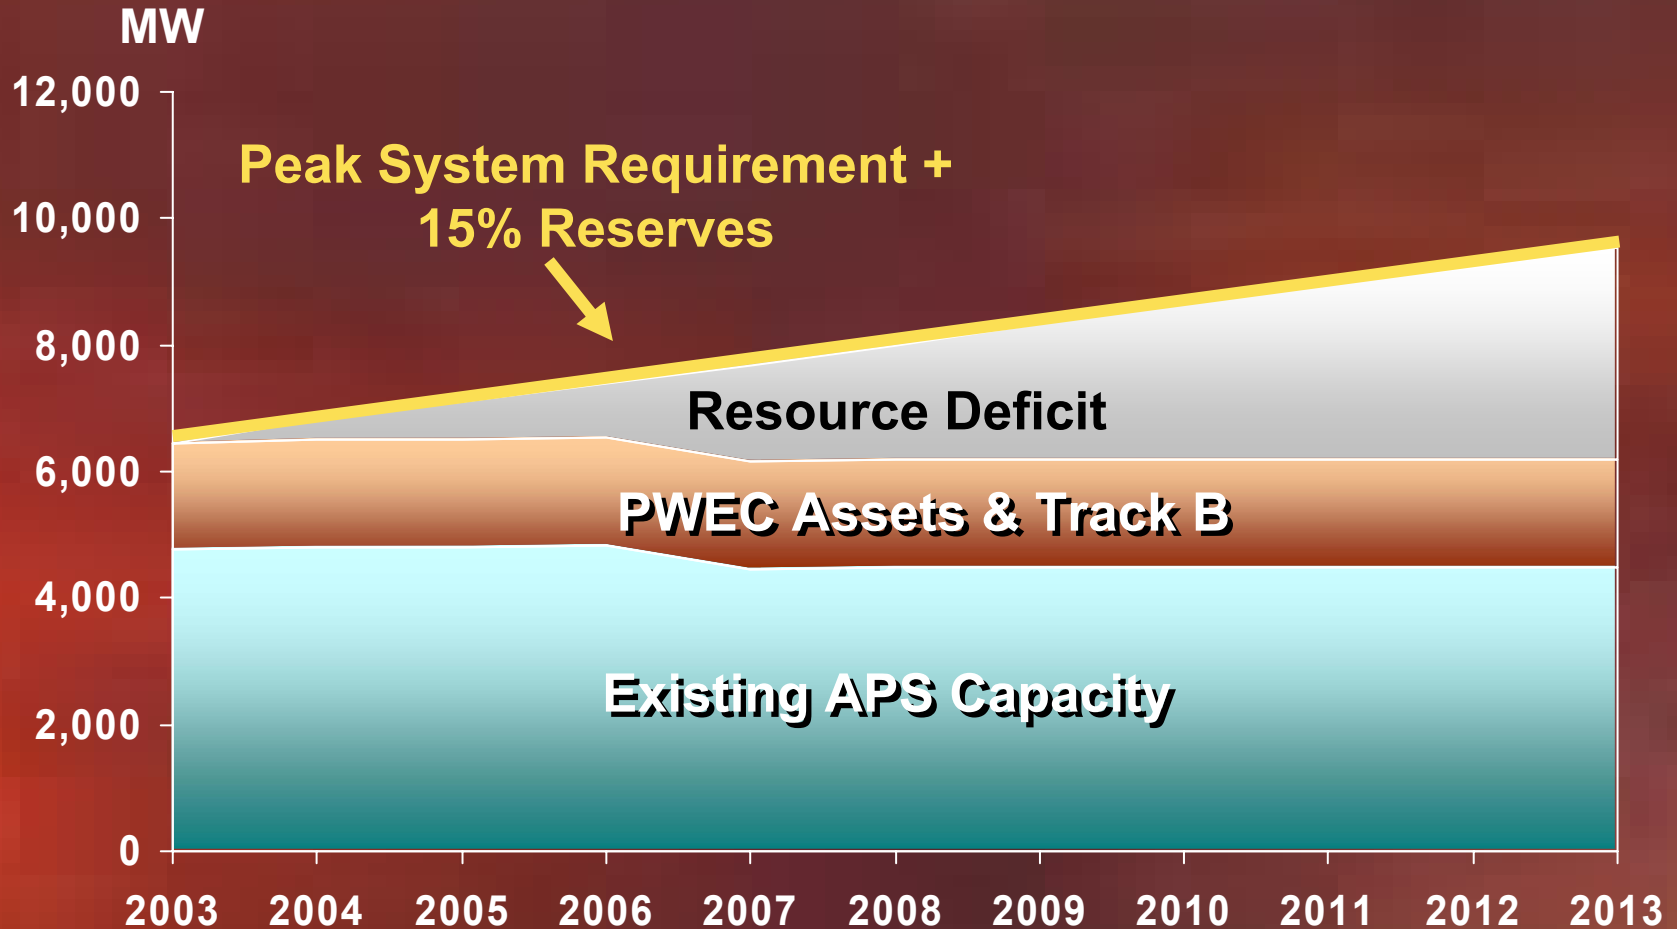 MW
12,000
10,000
8,000
6,000
4,000
2,000
0
Peak System Requirement +
15% Reserves
Resource Deficit
PWEC Assets & Track B
Existing APS Capacity
2003 2004 2005 2006 2007 2008 2009 2010 2011 2012 2013